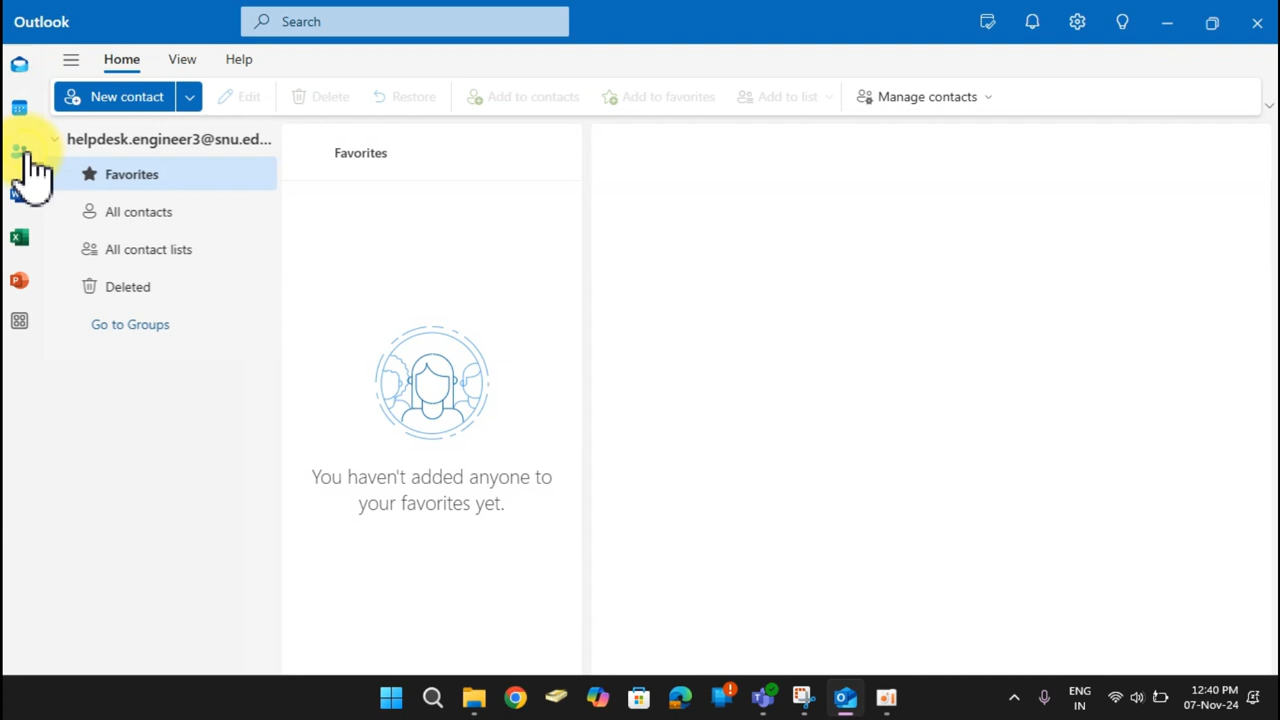 Outlook
Search
Home
View
Help
New contact
Edit
Delete
Restore
Add to contacts
Add to favorites
Add to list
Manage contacts
helpdesk.engineer3@snu.ed...
Favorites
All contacts
All contact lists
Deleted
Go to Groups
Favorites
You haven't added anyone to
your favorites yet.
ENG
IN
12:40 PM
07-Nov-24